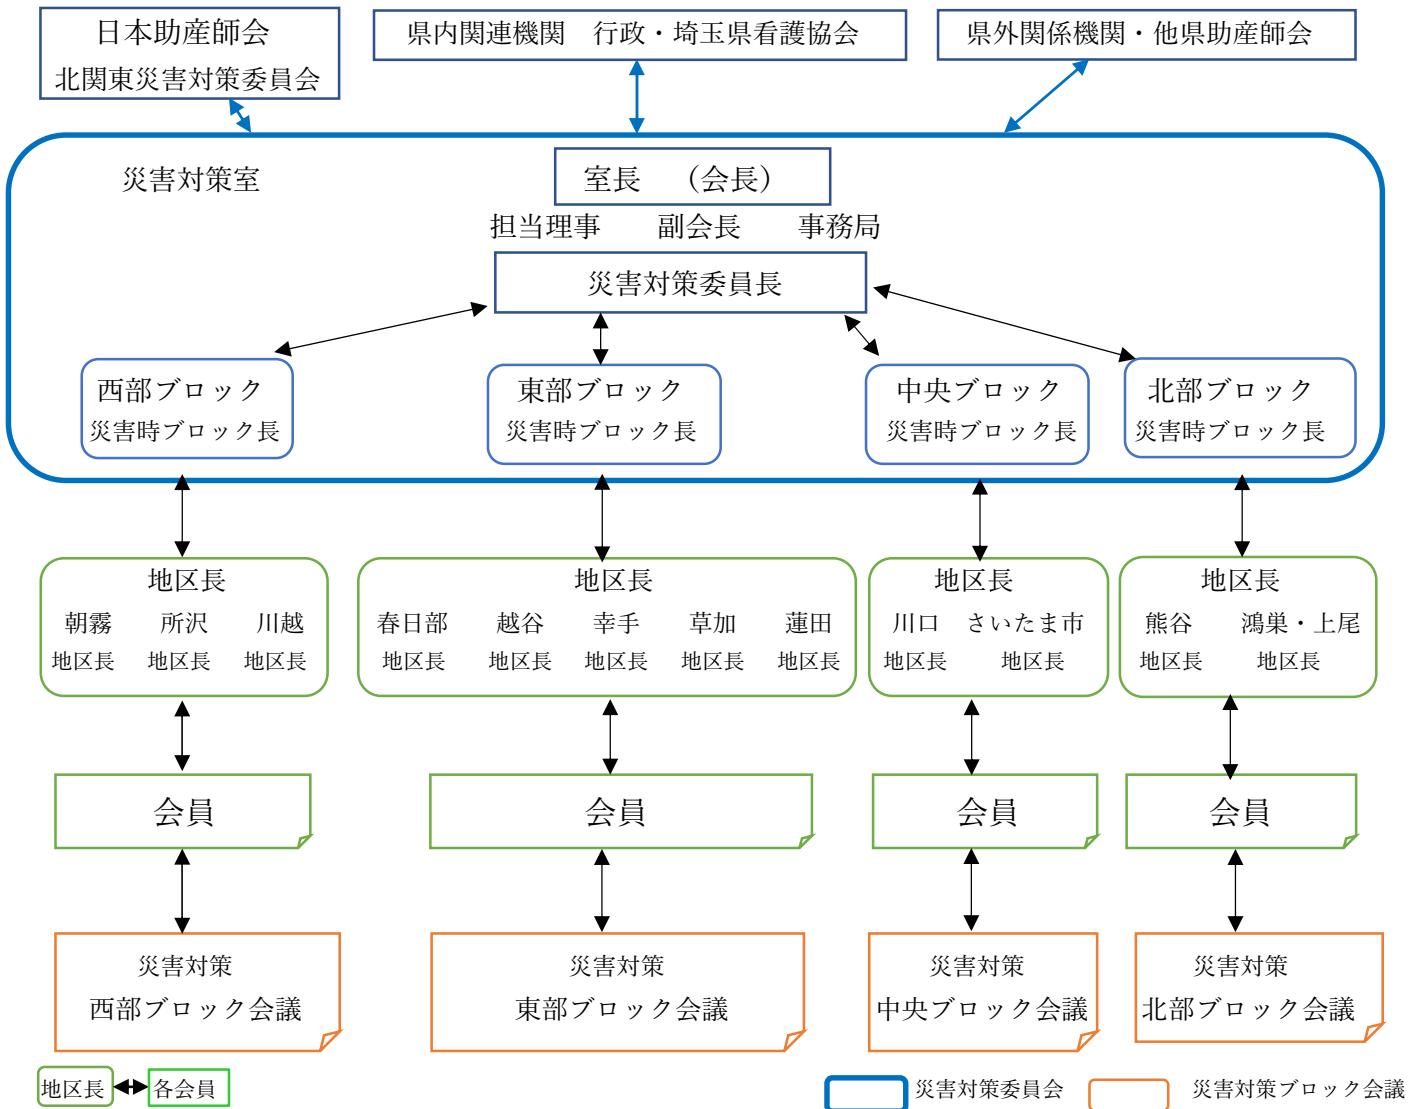 日本助産師会
北関東災害対策委員会
県内関連機関　行政・埼玉県看護協会
県外関係機関・他県助産師会
災害対策室
室長　（会長）
担当理事　　副会長　　事務局
災害対策委員長
西部ブロック
災害時ブロック長
東部ブロック
災害時ブロック長
中央ブロック
災害時ブロック長
北部ブロック
災害時ブロック長
地区長
朝霧　　所沢　　川越
地区長　地区長　地区長
地区長
春日部　　越谷　　幸手　　草加　　蓮田
地区長　　地区長　地区長　地区長　地区長
地区長
川口　さいたま市
地区長　　地区長
地区長
熊谷　　鴻巣・上尾
地区長　　地区長
会員
会員
会員
会員
災害対策
西部ブロック会議
災害対策
東部ブロック会議
災害対策
中央ブロック会議
災害対策
北部ブロック会議
地区長
各会員
災害対策委員会
災害対策ブロック会議